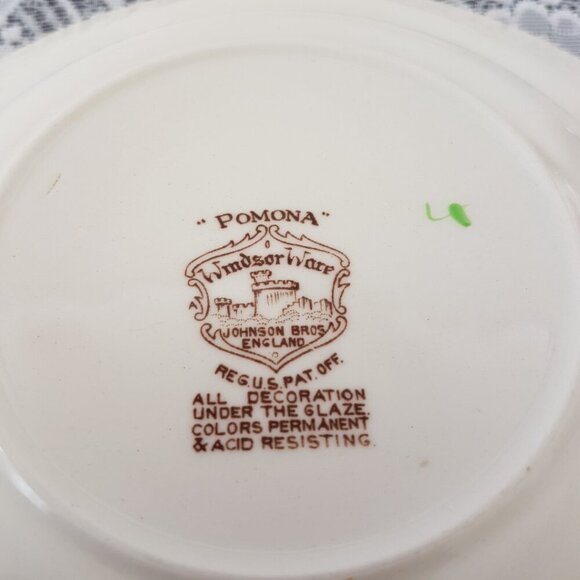 "POMONA"
Windsor Ware
JOHNSON BROS
ENGLAND
REG.U.S.PAT.OFF.
ALL DECORATION
UNDER THE GLAZE.
COLORS PERMANENT
& ACID RESISTING.